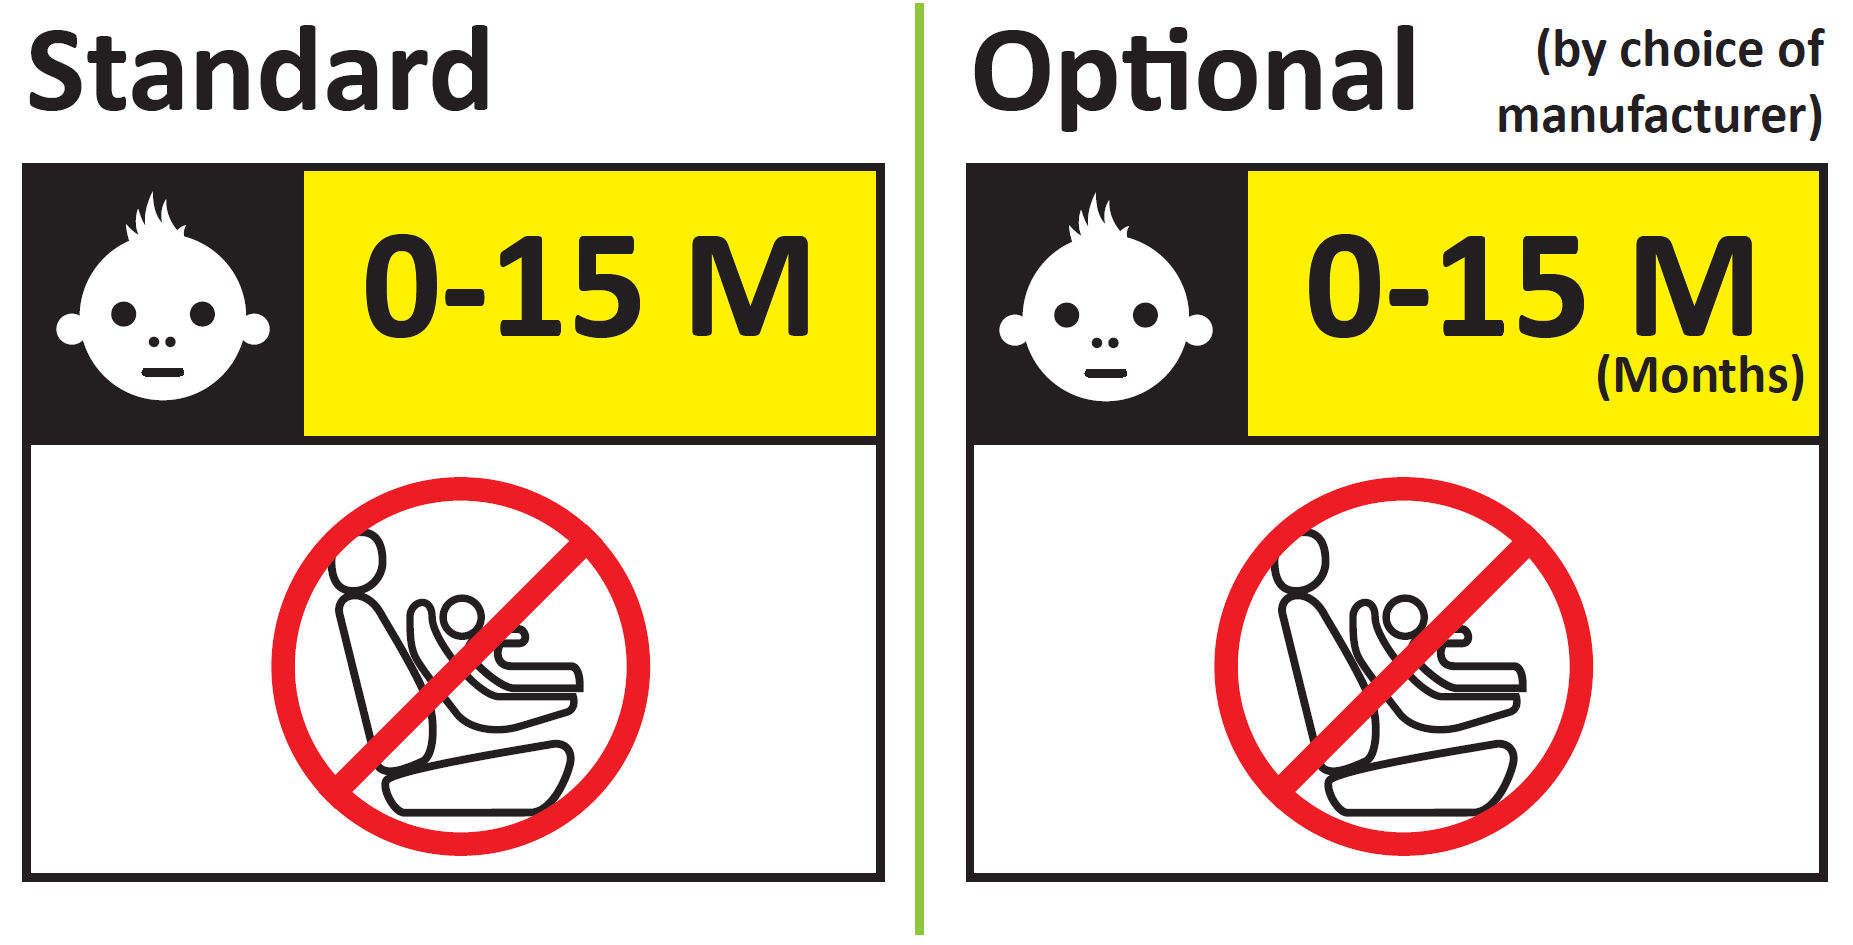 Standard
0-15 M
Optional
(by choice of
manufacturer)
0-15 M
(Months)